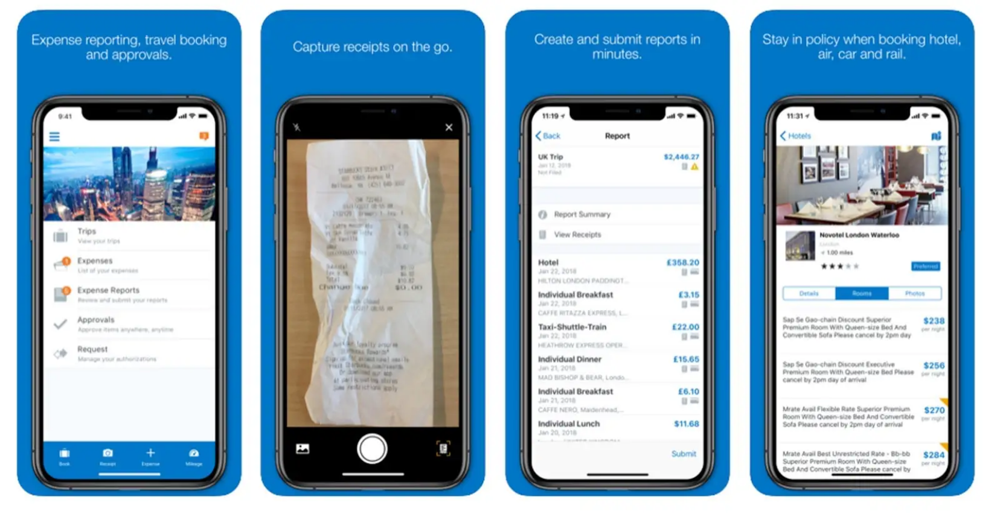 Expense reporting, travel booking
and approvals.
9:41
Trips
View your trips
Expenses
List of your expenses
Expense Reports
Review and submit your reports
Approvals
Approve items anywhere, anytime
Request
Manage your authorizations
Book
Receipt
Expense
Mileage
Capture receipts on the go.
STARBUCKS Store
Change Due $0.00
Create and submit reports in
minutes.
11:19
Back
Report
UK Trip $2,446.27
Jan 12, 2018
Not Filed
Report Summary
View Receipts
Hotel £358.20
Jan 22, 2018
HILTON LONDON PADDINGT...
Individual Breakfast £3.15
Jan 22, 2018
CAFFE RITAZZA EXPRESS, L...
Taxi-Shuttle-Train £22.00
Jan 22, 2018
HEATHROW EXPRESS OPER...
Individual Dinner £15.65
Jan 21, 2018
MAD BISHOP & BEAR, Londo...
Individual Breakfast £6.10
Jan 21, 2018
CAFFE NERO, Maidenhead,...
Individual Lunch $11.68
Jan 20, 2018
Submit
Stay in policy when booking hotel,
air, car and rail.
11:31
Hotels
Novotel London Waterloo
London
1.00 miles
Preferred
Details
Rooms
Photos
Sap Se Gao-chain Discount Superior
Premium Room With Queen-size Bed And
Convertible Sofa Please cancel by 2pm day
$238
per night
Sap Se Gao-chain Discount Executive
Premium Room With Queen-size Bed Please
cancel by 2pm day of arrival
$256
per night
Mrate Avail Flexible Rate Superior Premium
Room With Queen-size Bed And Convertible
Sofa Please cancel by 2pm day of arrival
$270
per night
Mrate Avail Best Unrestricted Rate - Bb-bb
Superior Premium Room With Queen-size
Bed And Convertible Sofa Please cancel by
$284
per night